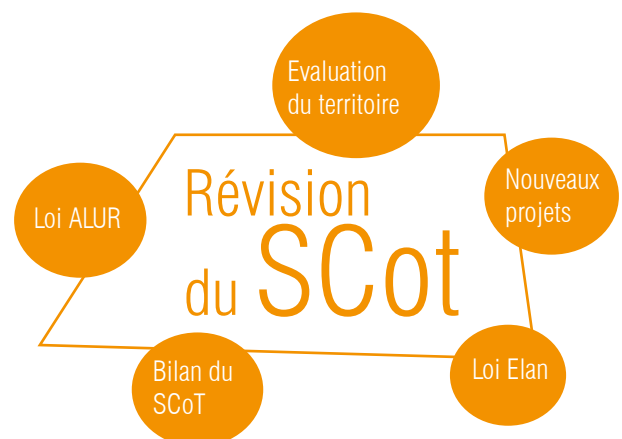 Evaluation
du territoire
Nouveaux
projets
Loi ALUR
Révision
du SCot
Loi Elan
Bilan du
SCoT